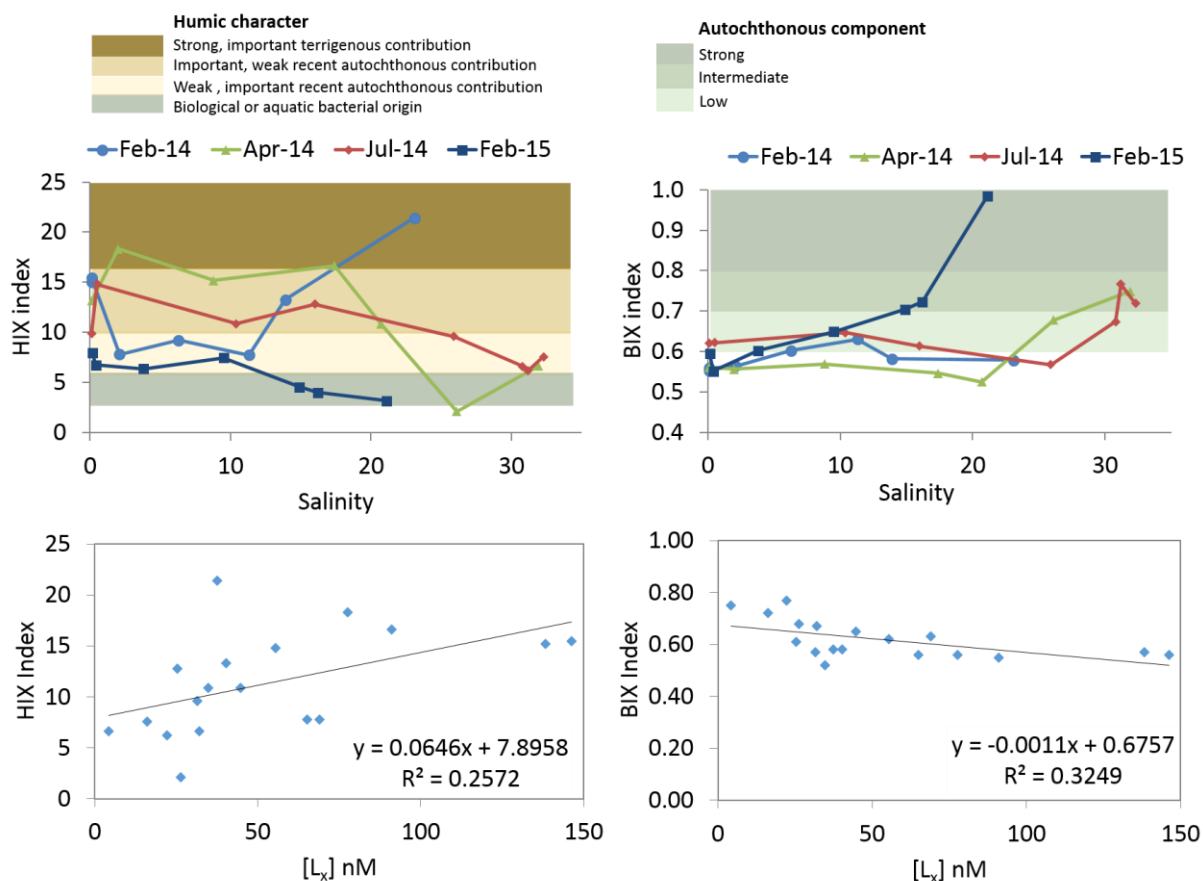 Humic character
Strong, important terrigenous contribution
Important, weak recent autochthonous contribution
Weak , important recent autochthonous contribution
Biological or aquatic bacterial origin
Feb-14 Apr-14 Jul-14 Feb-15
25
20
15
10
5
0
HIX index
0 10 20 30
Salinity
Autochthonous component
Strong
Intermediate
Low
Feb-14 Apr-14 Jul-14 Feb-15
1.0
0.9
0.8
0.7
0.6
0.5
0.4
BIX index
0 10 20 30
Salinity
25
20
15
10
5
0
HIX Index
y = 0.0646x + 7.8958
R² = 0.2572
0 50 100 150
[Lx] nM
1.00
0.80
0.60
0.40
0.20
0.00
BIX Index
y = -0.0011x + 0.6757
R² = 0.3249
0 50 100 150
[Lx] nM